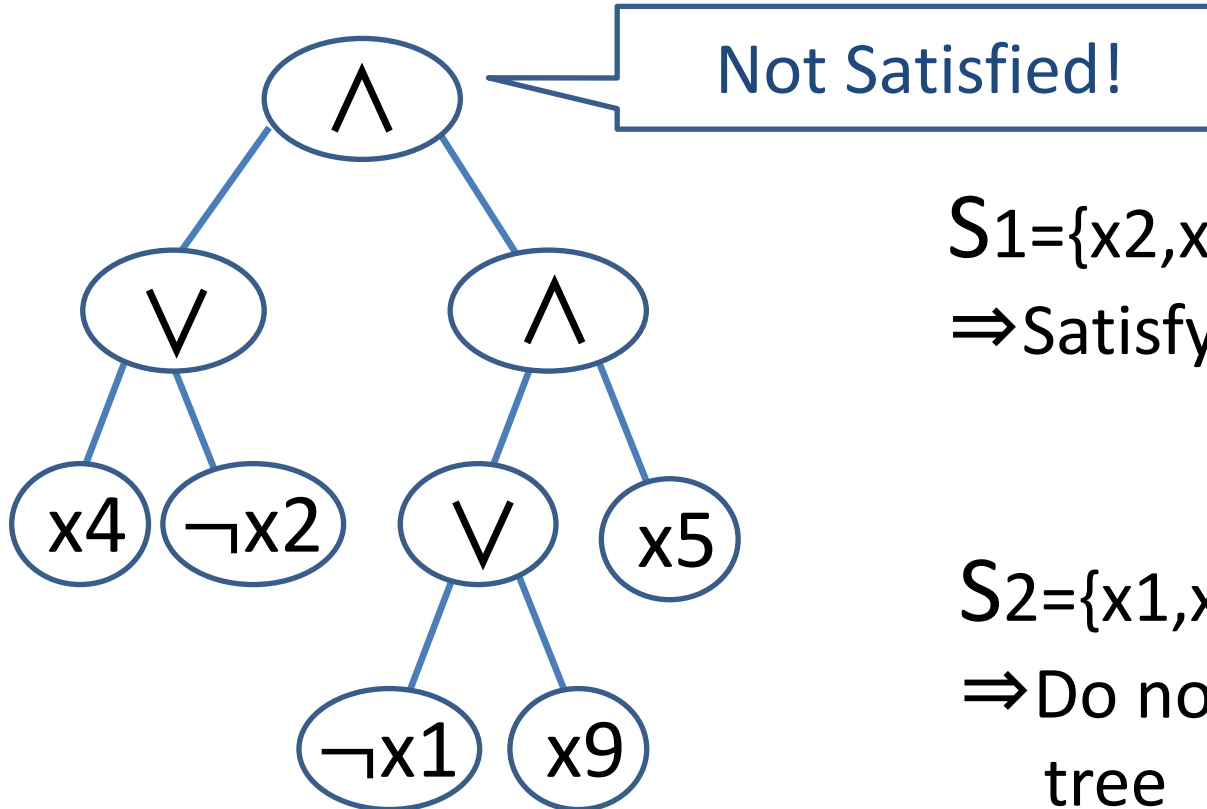 Not Satisfied!
∧
∨
∧
x4
¬x2
∨
x5
¬x1
x9
S1={x2,x
⇒Satisfy
S2={x1,x
⇒Do no
tree